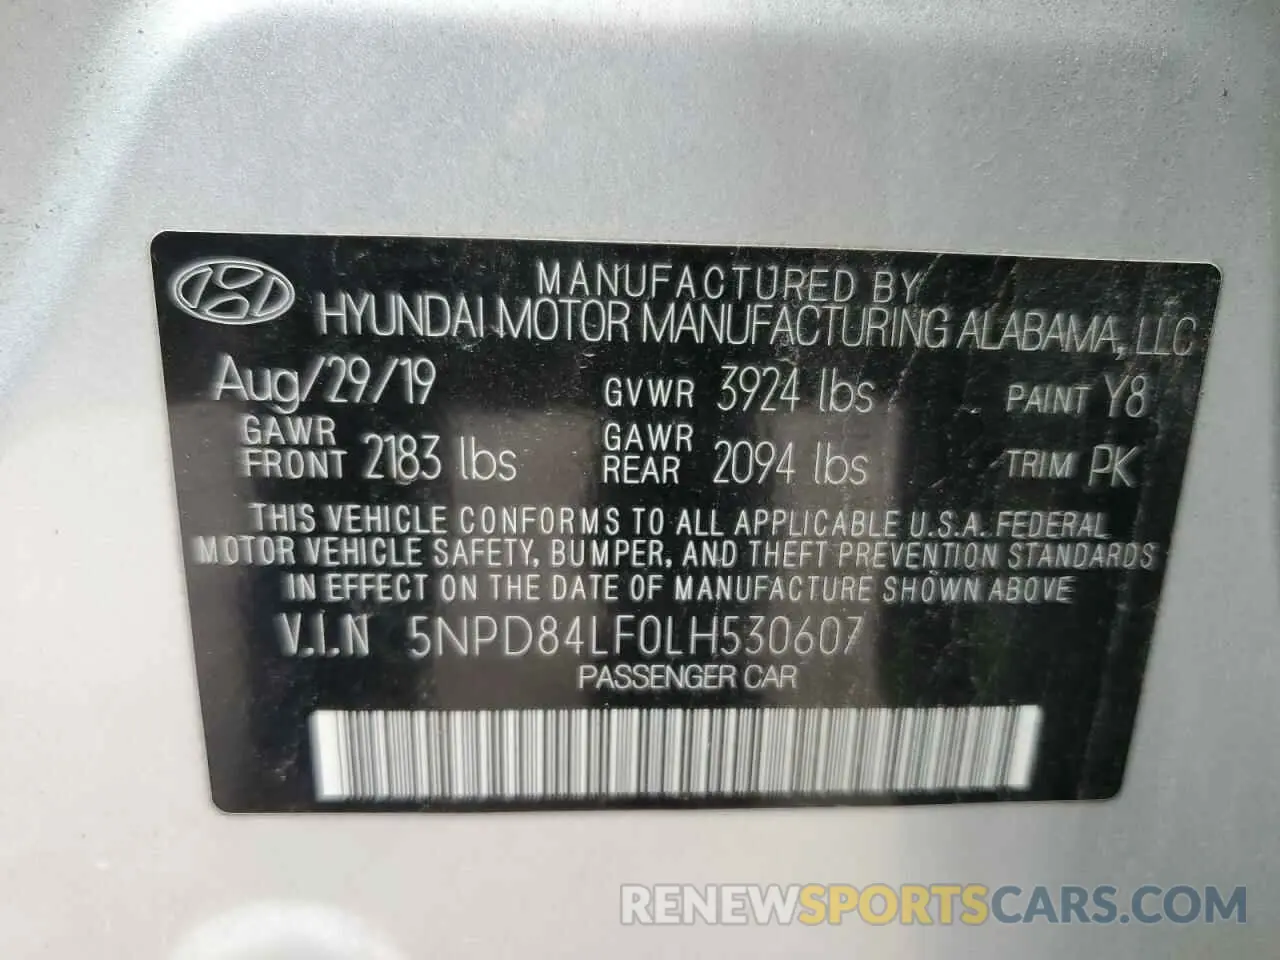 MANUFACTURED BY
HYUNDAI MOTOR MANUFACTURING ALABAMA, LLC
Aug/29/19 GVWR 3924 lbs PAINT Y8
GAWR FRONT 2183 lbs GAWR REAR 2094 lbs TRIM PK
THIS VEHICLE CONFORMS TO ALL APPLICABLE U.S.A. FEDERAL
MOTOR VEHICLE SAFETY, BUMPER, AND THEFT PREVENTION STANDARDS
IN EFFECT ON THE DATE OF MANUFACTURE SHOWN ABOVE
V.I.N 5NPD84LF0LH530607
PASSENGER CAR
RENEWSPORTSCARS.COM